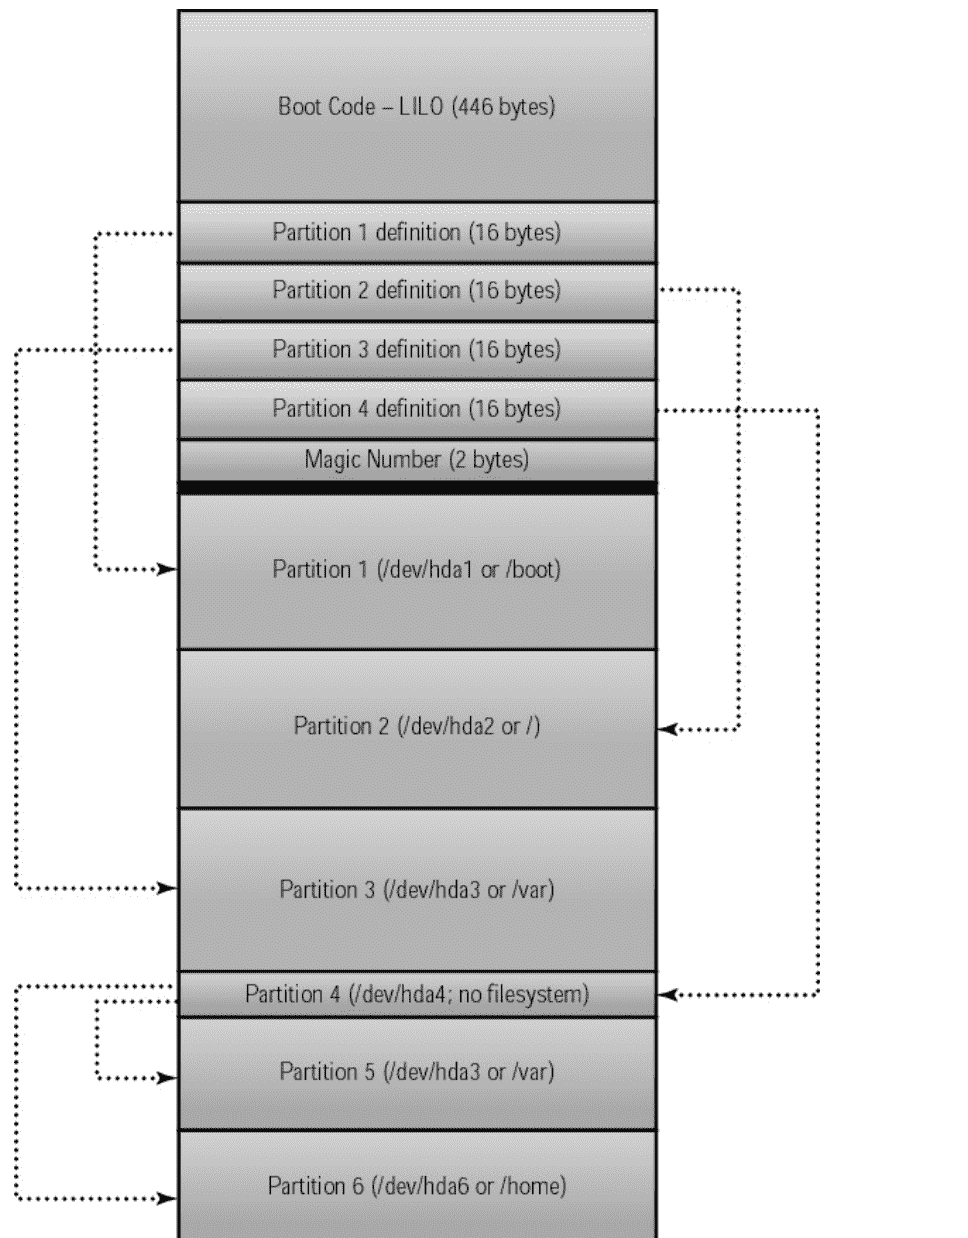 Boot Code – LILO (446 bytes)
Partition 1 definition (16 bytes)
Partition 2 definition (16 bytes)
Partition 3 definition (16 bytes)
Partition 4 definition (16 bytes)
Magic Number (2 bytes)
Partition 1 (/dev/hda1 or /boot)
Partition 2 (/dev/hda2 or /)
Partition 3 (/dev/hda3 or /var)
Partition 4 (/dev/hda4; no filesystem)
Partition 5 (/dev/hda3 or /var)
Partition 6 (/dev/hda6 or /home)